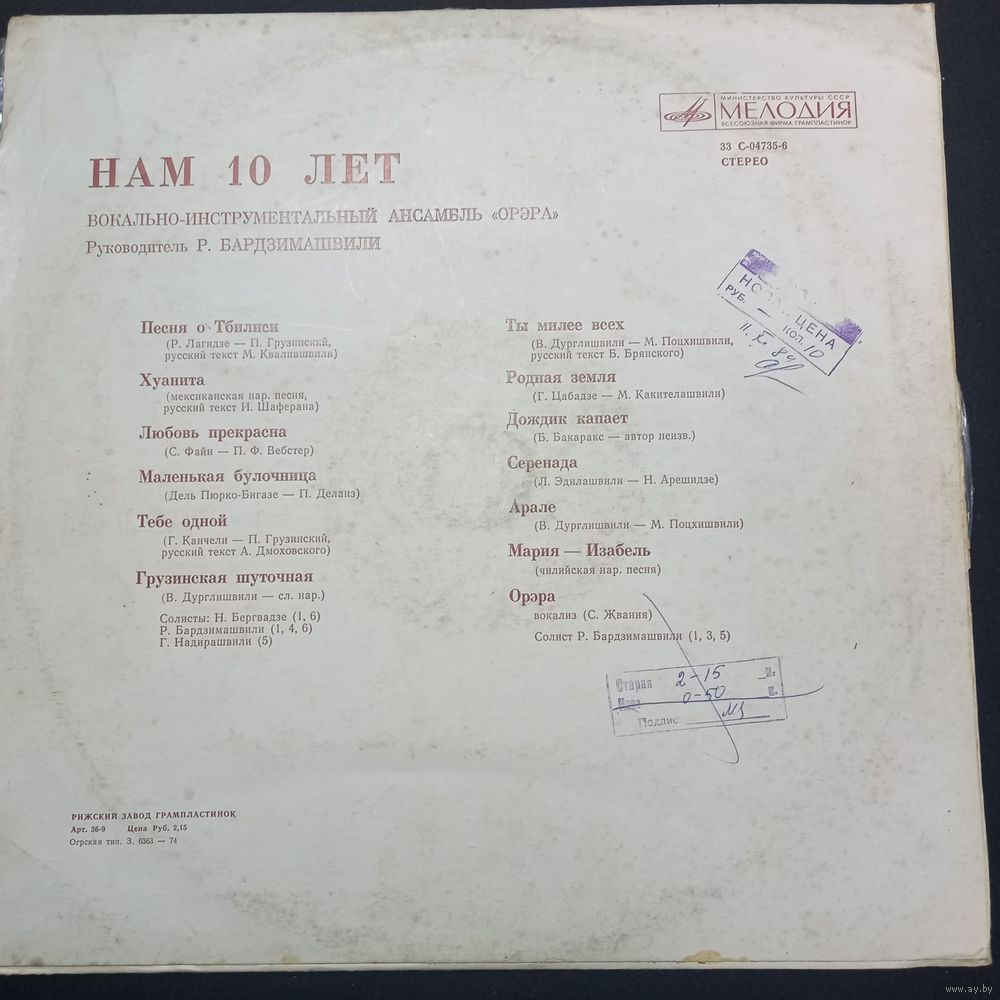 МИНИСТЕРСТВО КУЛЬТУРЫ СССР
МЕЛОДИЯ
ВСЕСОЮЗНАЯ ФИРМА ГРАМПЛАСТИНОК
33 С-04735-6
СТЕРЕО
НАМ 10 ЛЕТ
ВОКАЛЬНО-ИНСТРУМЕНТАЛЬНЫЙ АНСАМБЛЬ «ОРЭРА»
Руководитель Р. БАРДЗИМАШВИЛИ
Песня о Тбилиси
(Р. Лагидзе — П. Грузинский,
русский текст М. Квалиашвили)
Хуанита
(мексиканская нар. песня,
русский текст И. Шаферана)
Любовь прекрасна
(С. Файн — П. Ф. Вебстер)
Маленькая булочница
(Дель Пюрко-Бигазе — П. Деланз)
Тебе одной
(Г. Канчели — П. Грузинский,
русский текст А. Дмоховского)
Грузинская шуточная
(В. Дурглишвили — сл. нар.)
Солисты: Н. Бергвадзе (1, 6)
Р. Бардзимашвили (1, 4, 6)
Г. Надирашвили (5)
Ты милее всех
(В. Дурглишвили — М. Поцхишвили,
русский текст Б. Брянского)
Родная земля
(Г. Цабадзе — М. Какителашвили)
Дождик капает
(Б. Бакаракс — автор неизв.)
Серенада
(Л. Эдилашвили — Н. Арешидзе)
Арале
(В. Дурглишвили — М. Поцхишвили)
Мария — Изабель
(чилийская нар. песня)
Орэра
вокализ (С. Жвания)
Солист Р. Бардзимашвили (1, 3, 5)
ЦЕНА
РУБ. — КОП. 10
Старая 2-15
0-50
Подпис.
РИЖСКИЙ ЗАВОД ГРАМПЛАСТИНОК
Арт. 36-9 Цена Руб. 2,15
Огрская тип. З. 6363 — 74
www.ay.by